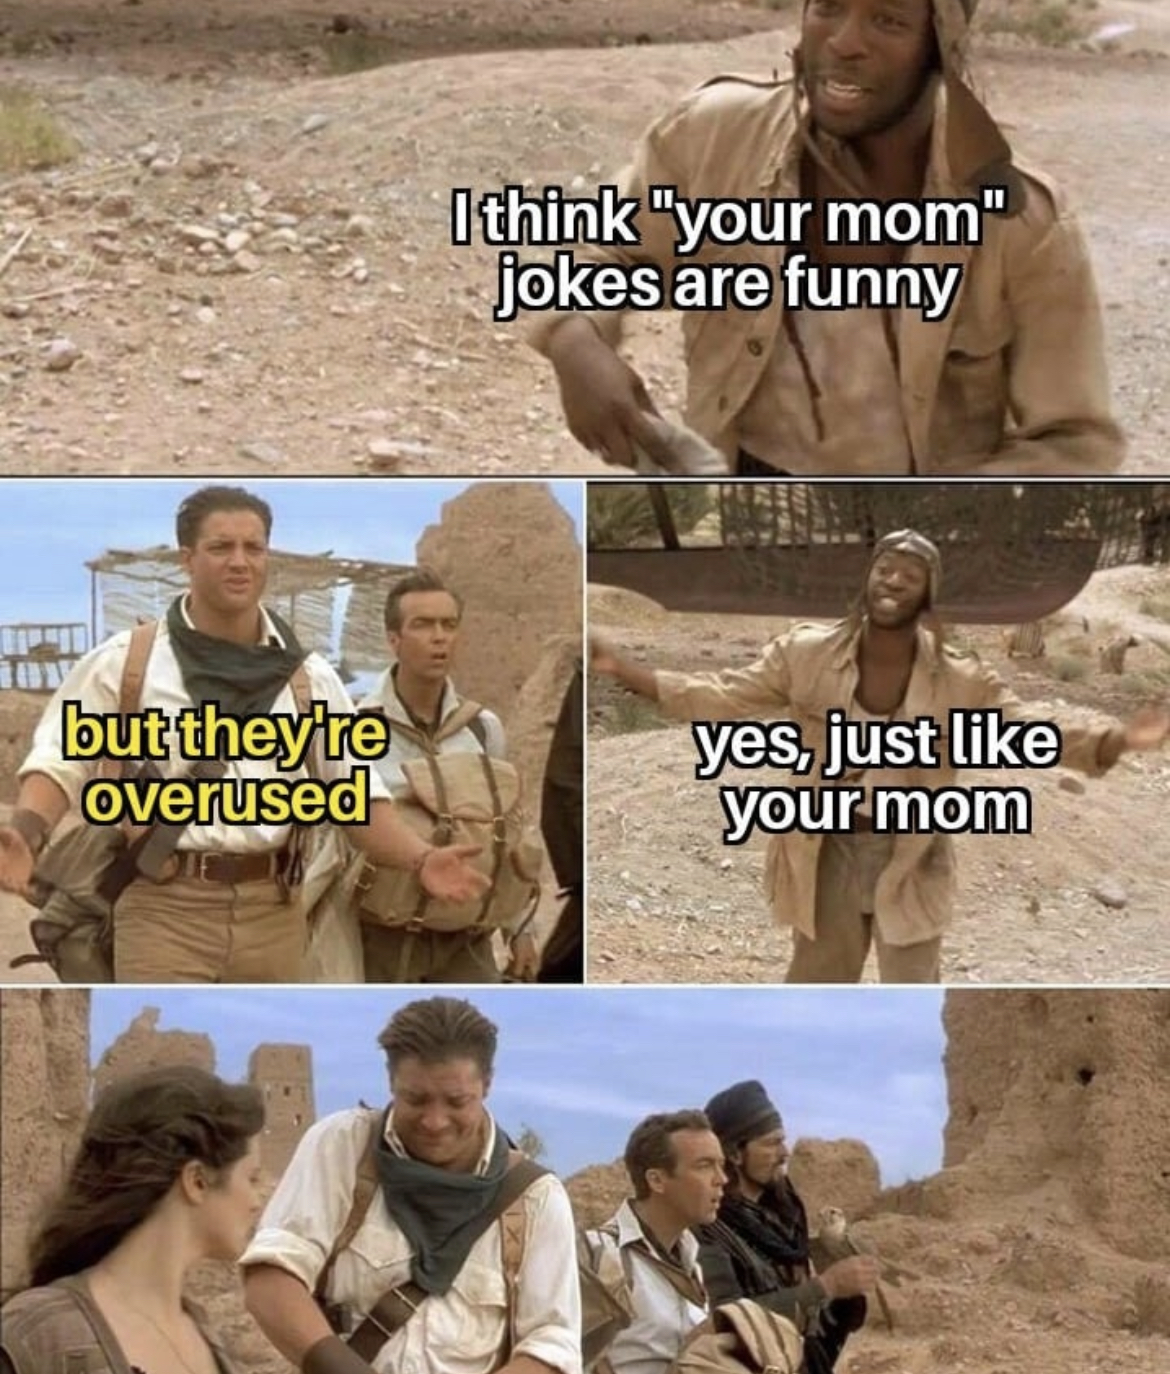 I think "your mom"
jokes are funny
but they're
overused
yes, just like
your mom